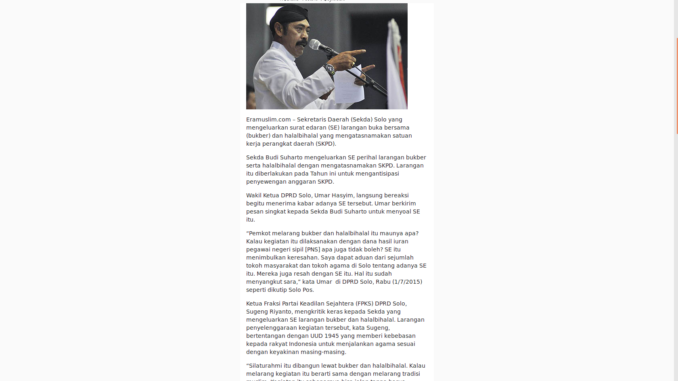 Eramuslim.com – Sekretaris Daerah (Sekda) Solo yang
mengeluarkan surat edaran (SE) larangan buka bersama
(bukber) dan halalbihalal yang mengatasnamakan satuan
kerja perangkat daerah (SKPD).
Sekda Budi Suharto mengeluarkan SE perihal larangan bukber
serta halalbihalal dengan mengatasnamakan SKPD. Larangan
itu diberlakukan pada Tahun ini untuk mengantisipasi
penyewengan anggaran SKPD.
Wakil Ketua DPRD Solo, Umar Hasyim, langsung bereaksi
begitu menerima kabar adanya SE tersebut. Umar berkirim
pesan singkat kepada Sekda Budi Suharto untuk menyoal SE
itu.
“Pemkot melarang bukber dan halalbihalal itu maunya apa?
Kalau kegiatan itu dilaksanakan dengan dana hasil iuran
pegawai negeri sipil [PNS] apa juga tidak boleh? SE itu
menimbulkan keresahan. Saya dapat aduan dari sejumlah
tokoh masyarakat dan tokoh agama di Solo tentang adanya SE
itu. Mereka juga resah dengan SE itu. Hal itu sudah
menyangkut sara,” kata Umar di DPRD Solo, Rabu (1/7/2015)
seperti dikutip Solo Pos.
Ketua Fraksi Partai Keadilan Sejahtera (FPKS) DPRD Solo,
Sugeng Riyanto, mengkritik keras kepada Sekda yang
mengeluarkan SE larangan bukber dan halalbihalal. Larangan
penyelenggaraan kegiatan tersebut, kata Sugeng,
bertentangan dengan UUD 1945 yang memberi kebebasan
kepada rakyat Indonesia untuk menjalankan agama sesuai
dengan keyakinan masing-masing.
“Silaturahmi itu dibangun lewat bukber dan halalbihalal. Kalau
melarang kegiatan itu berarti sama dengan melarang tradisi